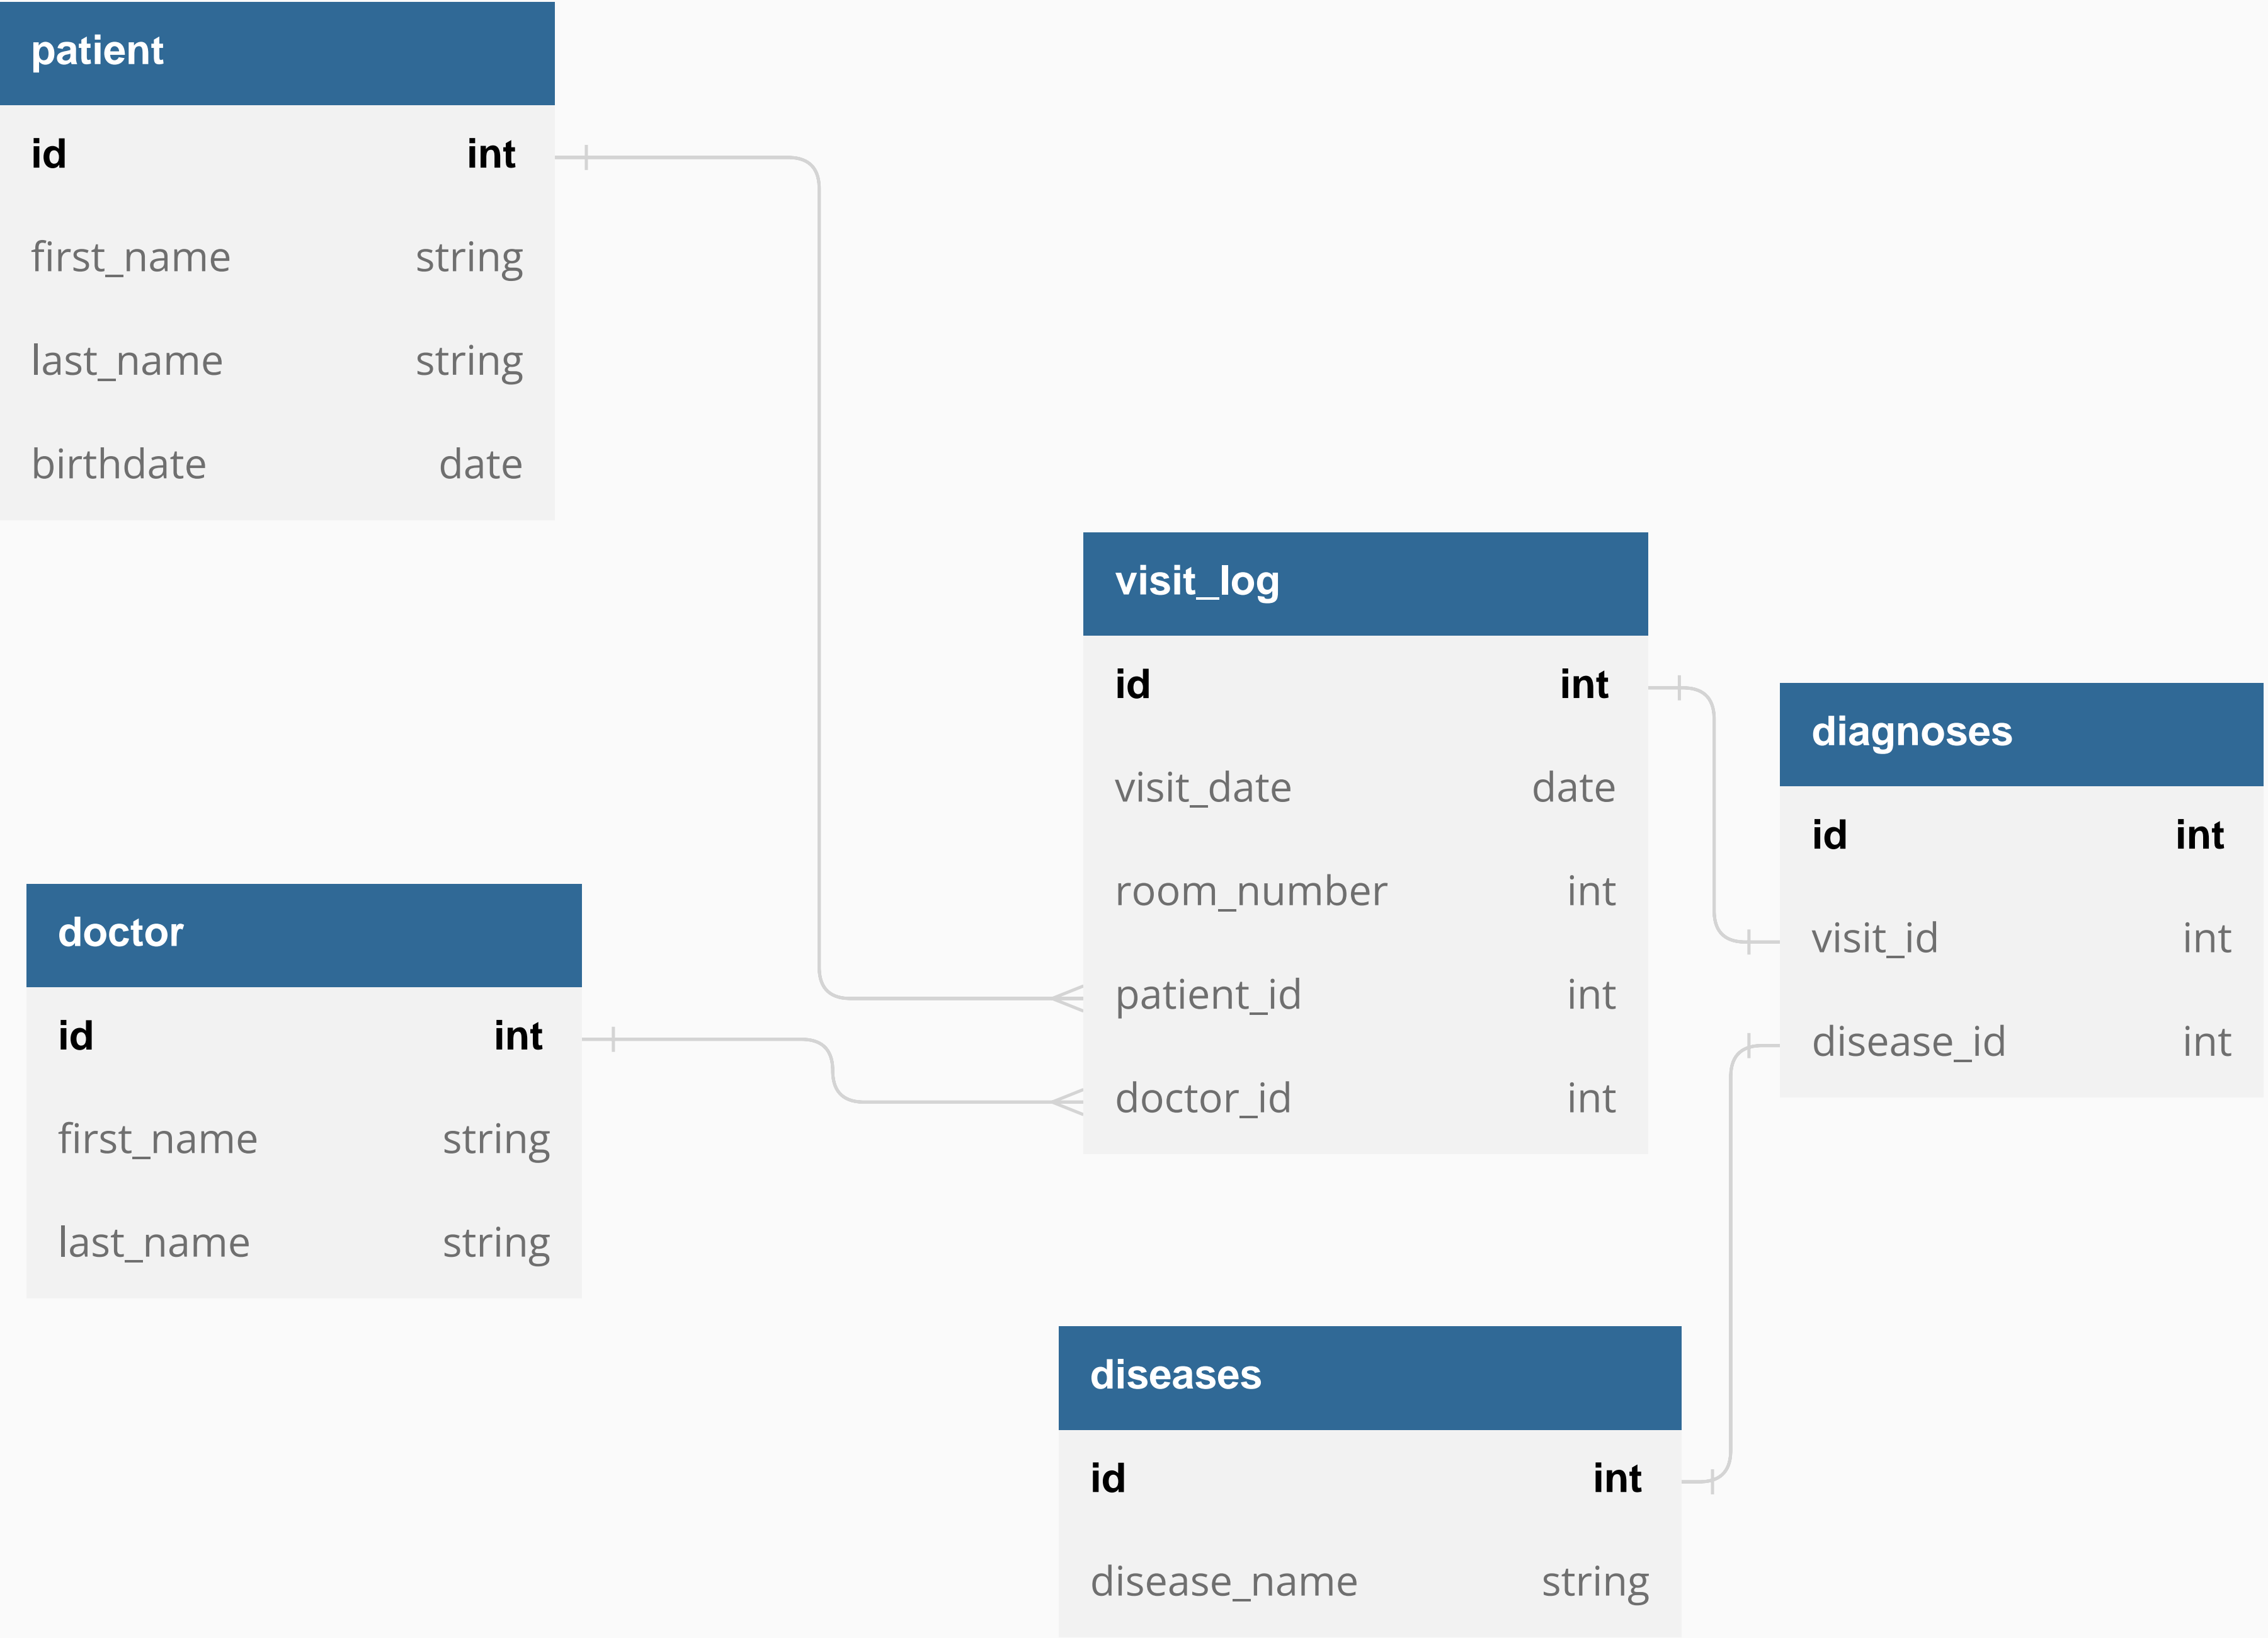 patient
id int
first_name string
last_name string
birthdate date
visit_log
id int
visit_date date
room_number int
patient_id int
doctor_id int
diagnoses
id int
visit_id int
disease_id int
doctor
id int
first_name string
last_name string
diseases
id int
disease_name string